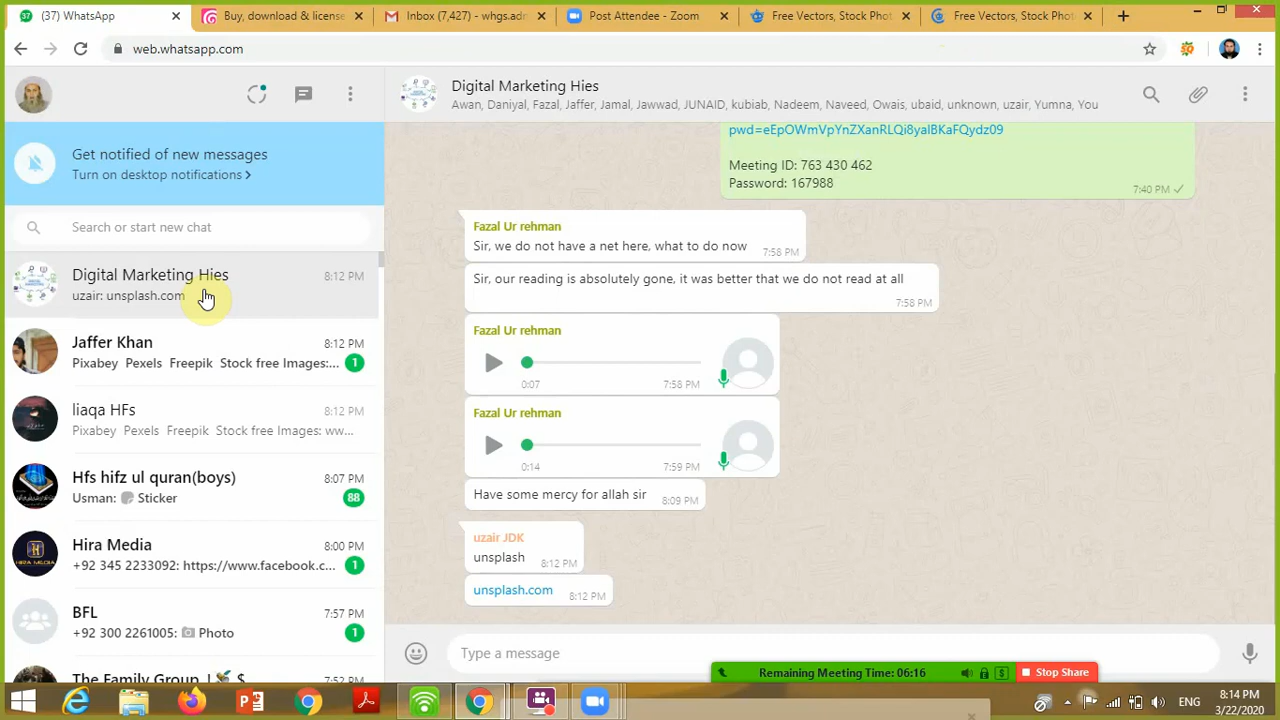 (37) WhatsApp
Buy, download & license
Inbox (7,427) - whgs.adm
Post Attendee - Zoom
Free Vectors, Stock Phot
Free Vectors, Stock Phot
web.whatsapp.com
Digital Marketing Hies
Awan, Daniyal, Fazal, Jaffer, Jamal, Jawwad, JUNAID, kubiab, Nadeem, Naveed, Owais, ubaid, unknown, uzair, Yumna, You
Get notified of new messages
Turn on desktop notifications >
Search or start new chat
Digital Marketing Hies
8:12 PM
uzair: unsplash.com
Jaffer Khan
8:12 PM
Pixabey Pexels Freepik Stock free Images:...
1
liaqa HFs
8:12 PM
Pixabey Pexels Freepik Stock free Images: ww...
Hfs hifz ul quran(boys)
8:07 PM
Usman: Sticker
88
Hira Media
8:00 PM
+92 345 2233092: https://www.facebook.c...
1
BFL
7:57 PM
+92 300 2261005: Photo
1
The Family Group
7:52 PM
Meeting ID: 763 430 462
Password: 167988
7:40 PM
Fazal Ur rehman
Sir, we do not have a net here, what to do now
7:58 PM
Sir, our reading is absolutely gone, it was better that we do not read at all
7:58 PM
Fazal Ur rehman
0:07
7:58 PM
Fazal Ur rehman
0:14
7:59 PM
Have some mercy for allah sir
8:09 PM
uzair JDK
unsplash
8:12 PM
unsplash.com
8:12 PM
Type a message
Remaining Meeting Time: 06:16
Stop Share
ENG
8:14 PM
3/22/2020